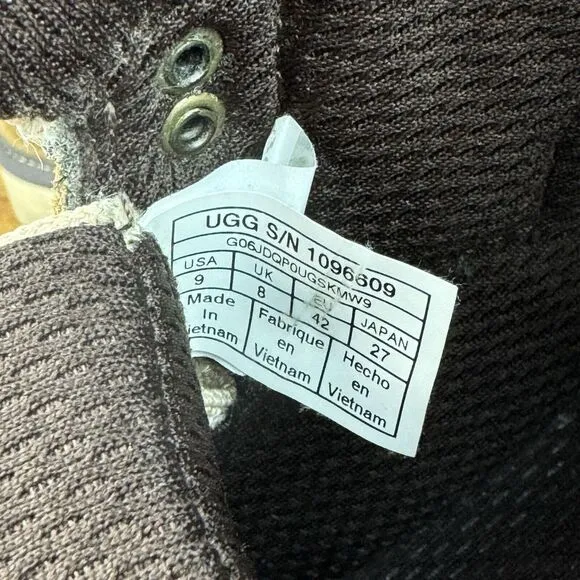 UGG S/N 1096609
G06JDQP0UGSKMW9
USA UK EU JAPAN
9 8 42 27
Made Fabrique Hecho
In en en
ietnam Vietnam Vietnam